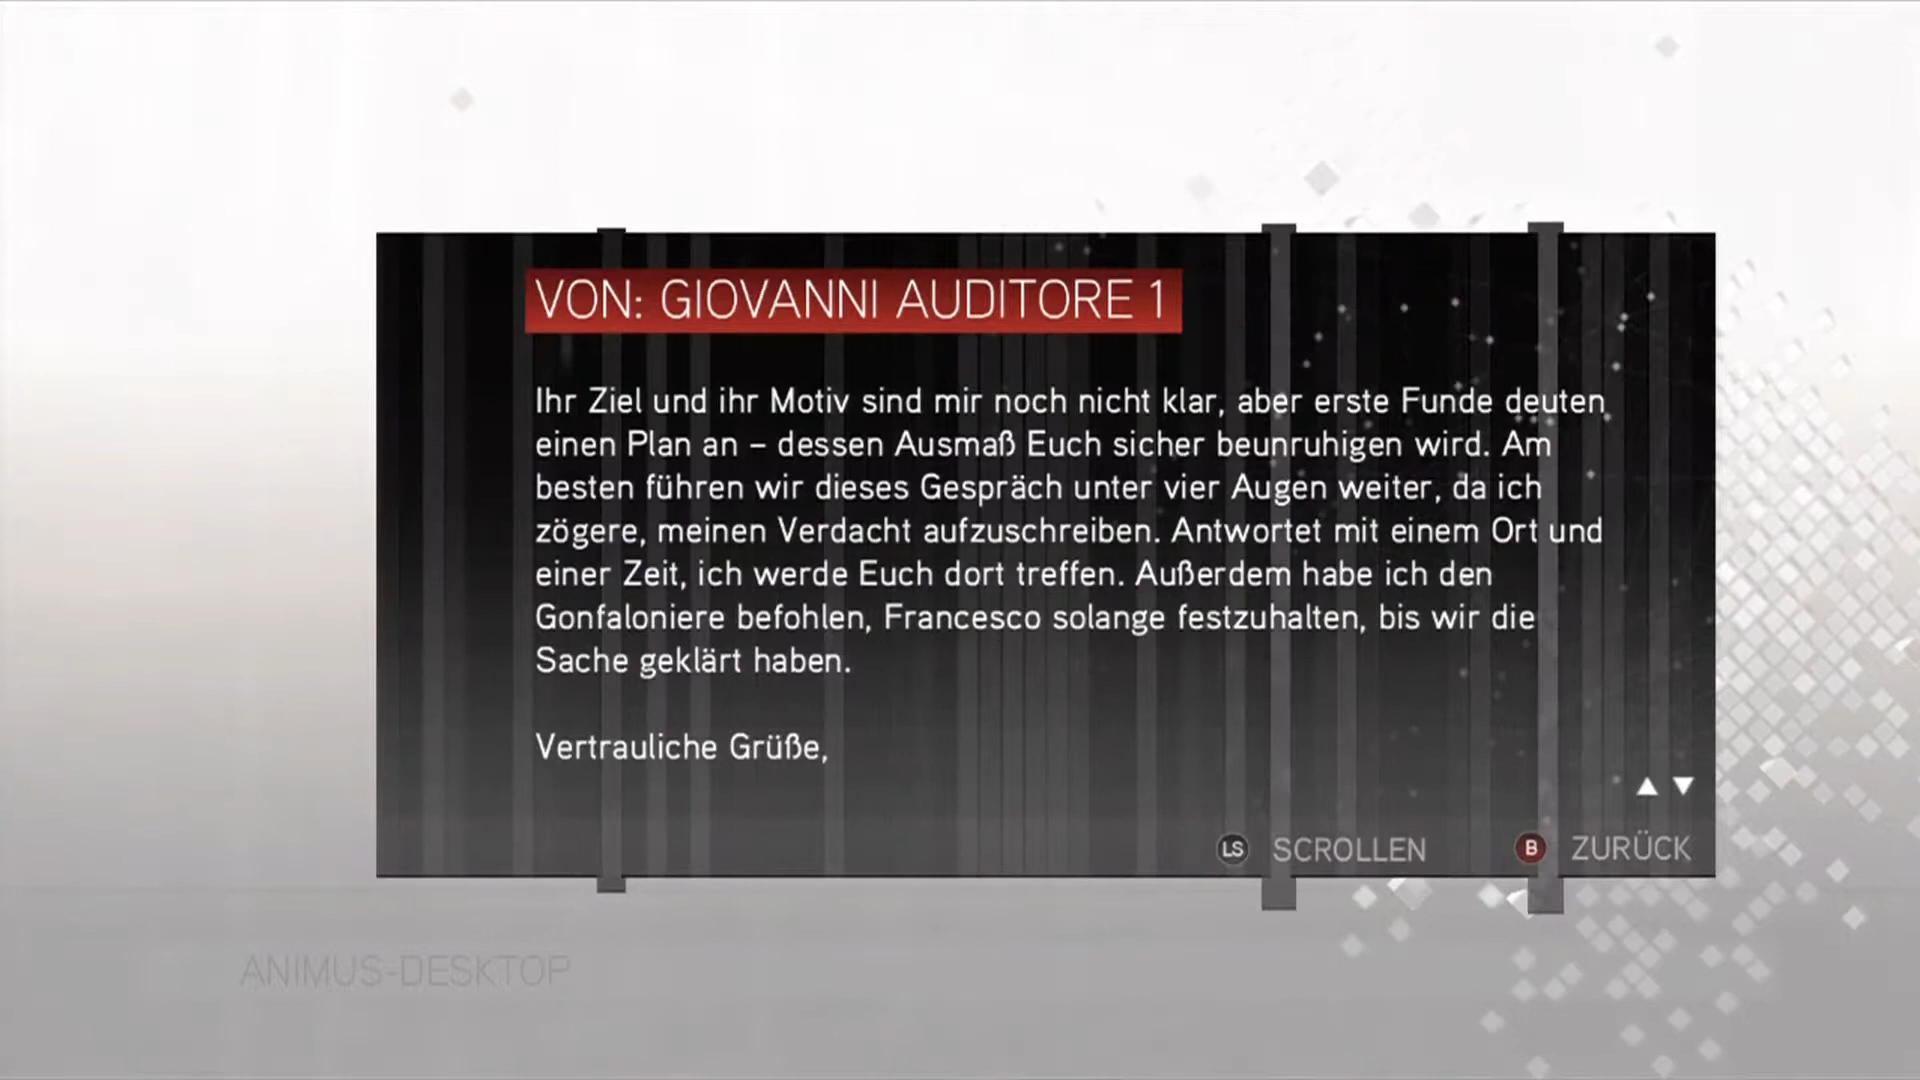 VON: GIOVANNI AUDITORE 1
Ihr Ziel und ihr Motiv sind mir noch nicht klar, aber erste Funde deuten
einen Plan an – dessen Ausmaß Euch sicher beunruhigen wird. Am
besten führen wir dieses Gespräch unter vier Augen weiter, da ich
zögere, meinen Verdacht aufzuschreiben. Antwortet mit einem Ort und
einer Zeit, ich werde Euch dort treffen. Außerdem habe ich den
Gonfaloniere befohlen, Francesco solange festzuhalten, bis wir die
Sache geklärt haben.
Vertrauliche Grüße,
LS SCROLLEN B ZURÜCK
ANIMUS-DESKTOP